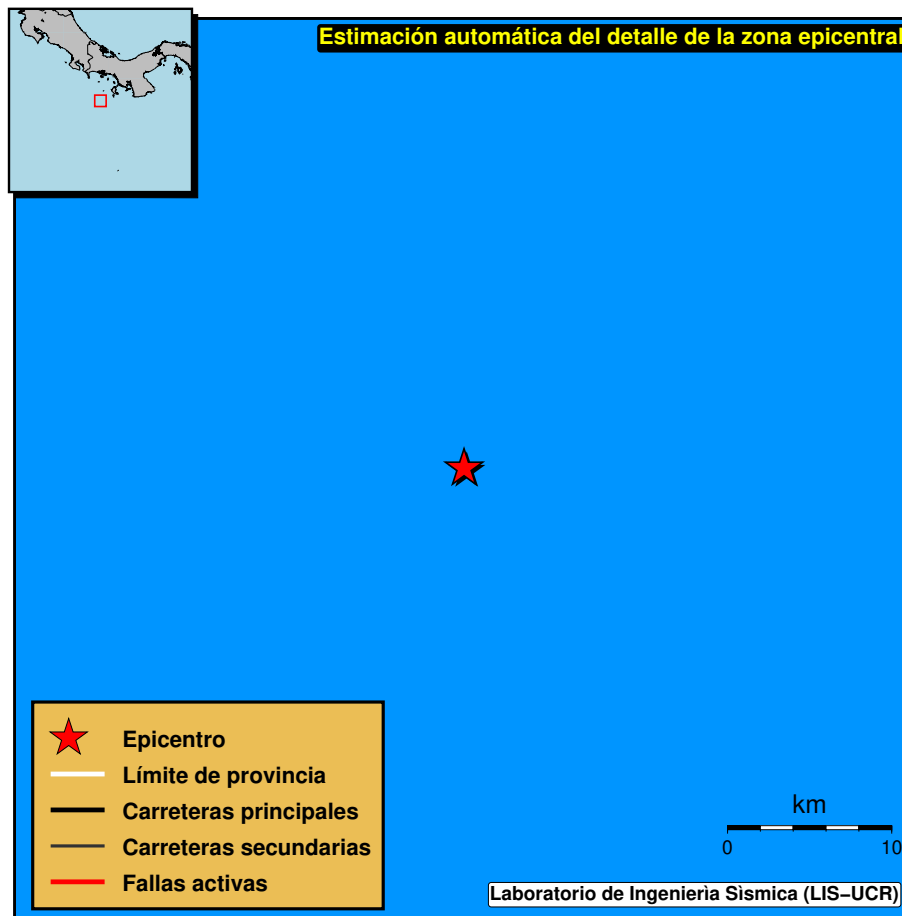 Estimación automática del detalle de la zona epicentral
Epicentro
Límite de provincia
Carreteras principales
Carreteras secundarias
Fallas activas
km
0 10
Laboratorio de Ingenierìa Sìsmica (LIS−UCR)